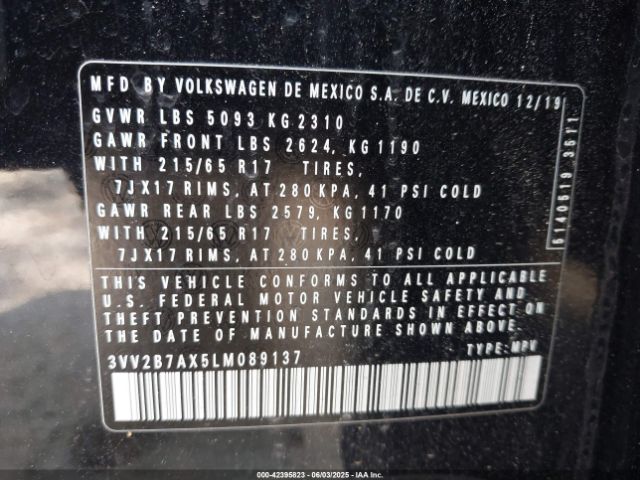 MFD BY VOLKSWAGEN DE MEXICO S.A. DE C.V. MEXICO 12/19
GVWR LBS 5093 KG 2310
GAWR FRONT LBS 2624, KG 1190
WITH 215/65 R17 TIRES,
7JX17 RIMS, AT 280 KPA, 41 PSI COLD
GAWR REAR LBS 2579, KG 1170
WITH 215/65 R17 TIRES,
7JX17 RIMS, AT 280 KPA, 41 PSI COLD
5140519 3511
THIS VEHICLE CONFORMS TO ALL APPLICABLE
U.S. FEDERAL MOTOR VEHICLE SAFETY AND
THEFT PREVENTION STANDARDS IN EFFECT ON
THE DATE OF MANUFACTURE SHOWN ABOVE.
3VV2B7AX5LM089137 TYPE: MPV
000-42395823 - 06/03/2025 - IAAI, Inc.